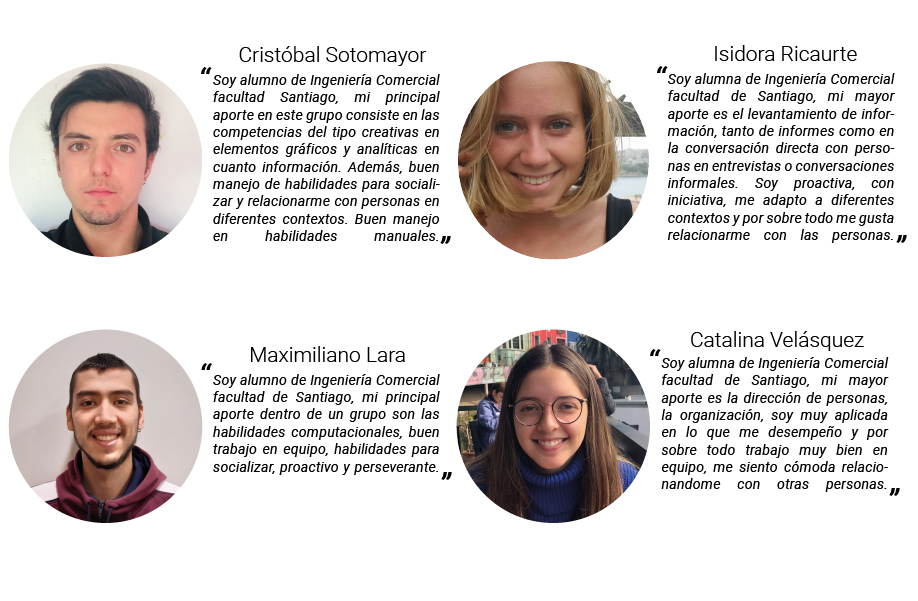 Cristóbal Sotomayor
“
Soy alumno de Ingeniería Comercial
facultad Santiago, mi principal
aporte en este grupo consiste en las
competencias del tipo creativas en
elementos gráficos y analíticas en
cuanto información. Además, buen
manejo de habilidades para sociali-
zar y relacionarme con personas en
diferentes contextos. Buen manejo
en habilidades manuales.„
Isidora Ricaurte
“
Soy alumna de Ingeniería Comercial
facultad de Santiago, mi mayor
aporte es el levantamiento de infor-
mación, tanto de informes como en
la conversación directa con perso-
nas en entrevistas o conversaciones
informales. Soy proactiva, con
iniciativa, me adapto a diferentes
contextos y por sobre todo me gusta
relacionarme con las personas.„
Maximiliano Lara
“
Soy alumno de Ingeniería Comercial
facultad de Santiago, mi principal
aporte dentro de un grupo son las
habilidades computacionales, buen
trabajo en equipo, habilidades para
socializar, proactivo y perseverante.„
Catalina Velásquez
“
Soy alumna de Ingeniería Comercial
facultad de Santiago, mi mayor
aporte es la dirección de personas,
la organización, soy muy aplicada
en lo que me desempeño y por
sobre todo trabajo muy bien en
equipo, me siento cómoda relacio-
nandome con otras personas.„